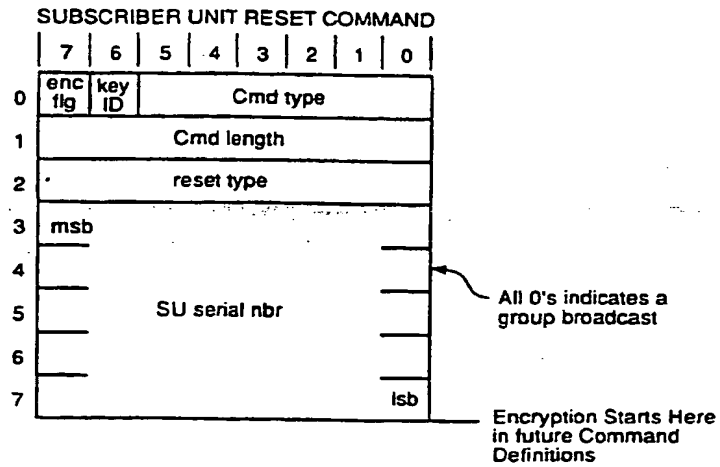 SUBSCRIBER UNIT RESET COMMAND
7 6 5 4 3 2 1 0
0 enc flg key ID Cmd type
1 Cmd length
2 reset type
3 msb
4
5 SU serial nbr
6
7 lsb
All 0's indicates a
group broadcast
Encryption Starts Here
in future Command
Definitions